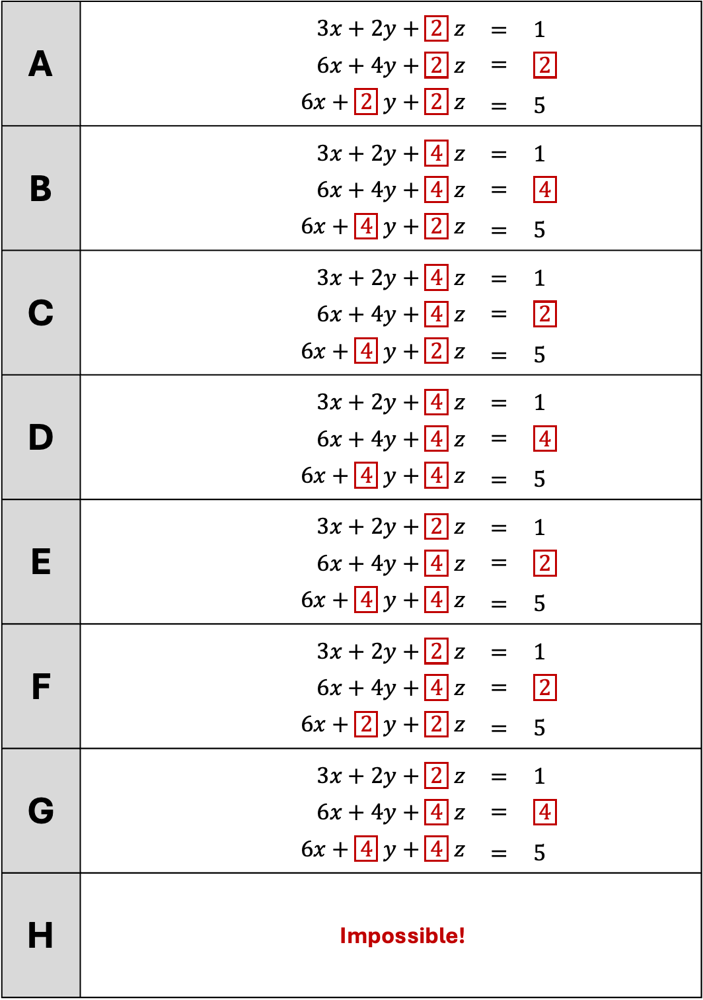 A
3x + 2y + 2 z = 1
6x + 4y + 2 z = 2
6x + 2 y + 2 z = 5
B
3x + 2y + 4 z = 1
6x + 4y + 4 z = 4
6x + 4 y + 2 z = 5
C
3x + 2y + 4 z = 1
6x + 4y + 4 z = 2
6x + 4 y + 2 z = 5
D
3x + 2y + 4 z = 1
6x + 4y + 4 z = 4
6x + 4 y + 4 z = 5
E
3x + 2y + 2 z = 1
6x + 4y + 4 z = 2
6x + 4 y + 4 z = 5
F
3x + 2y + 2 z = 1
6x + 4y + 4 z = 2
6x + 2 y + 2 z = 5
G
3x + 2y + 2 z = 1
6x + 4y + 4 z = 4
6x + 4 y + 4 z = 5
H
Impossible!